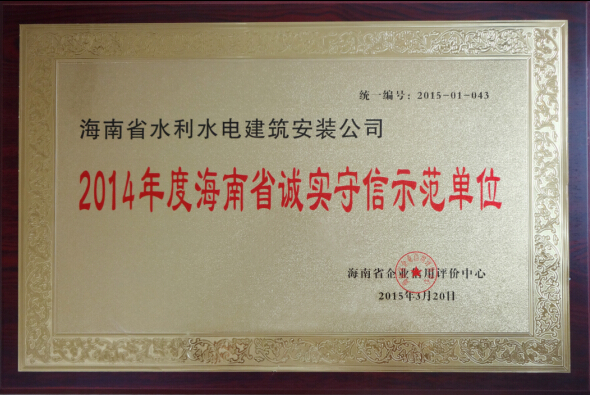 统一编号：2015-01-043
海南省水利水电建筑安装公司
2014年度海南省诚实守信示范单位
海南省企业信用评价中心
2015年3月20日